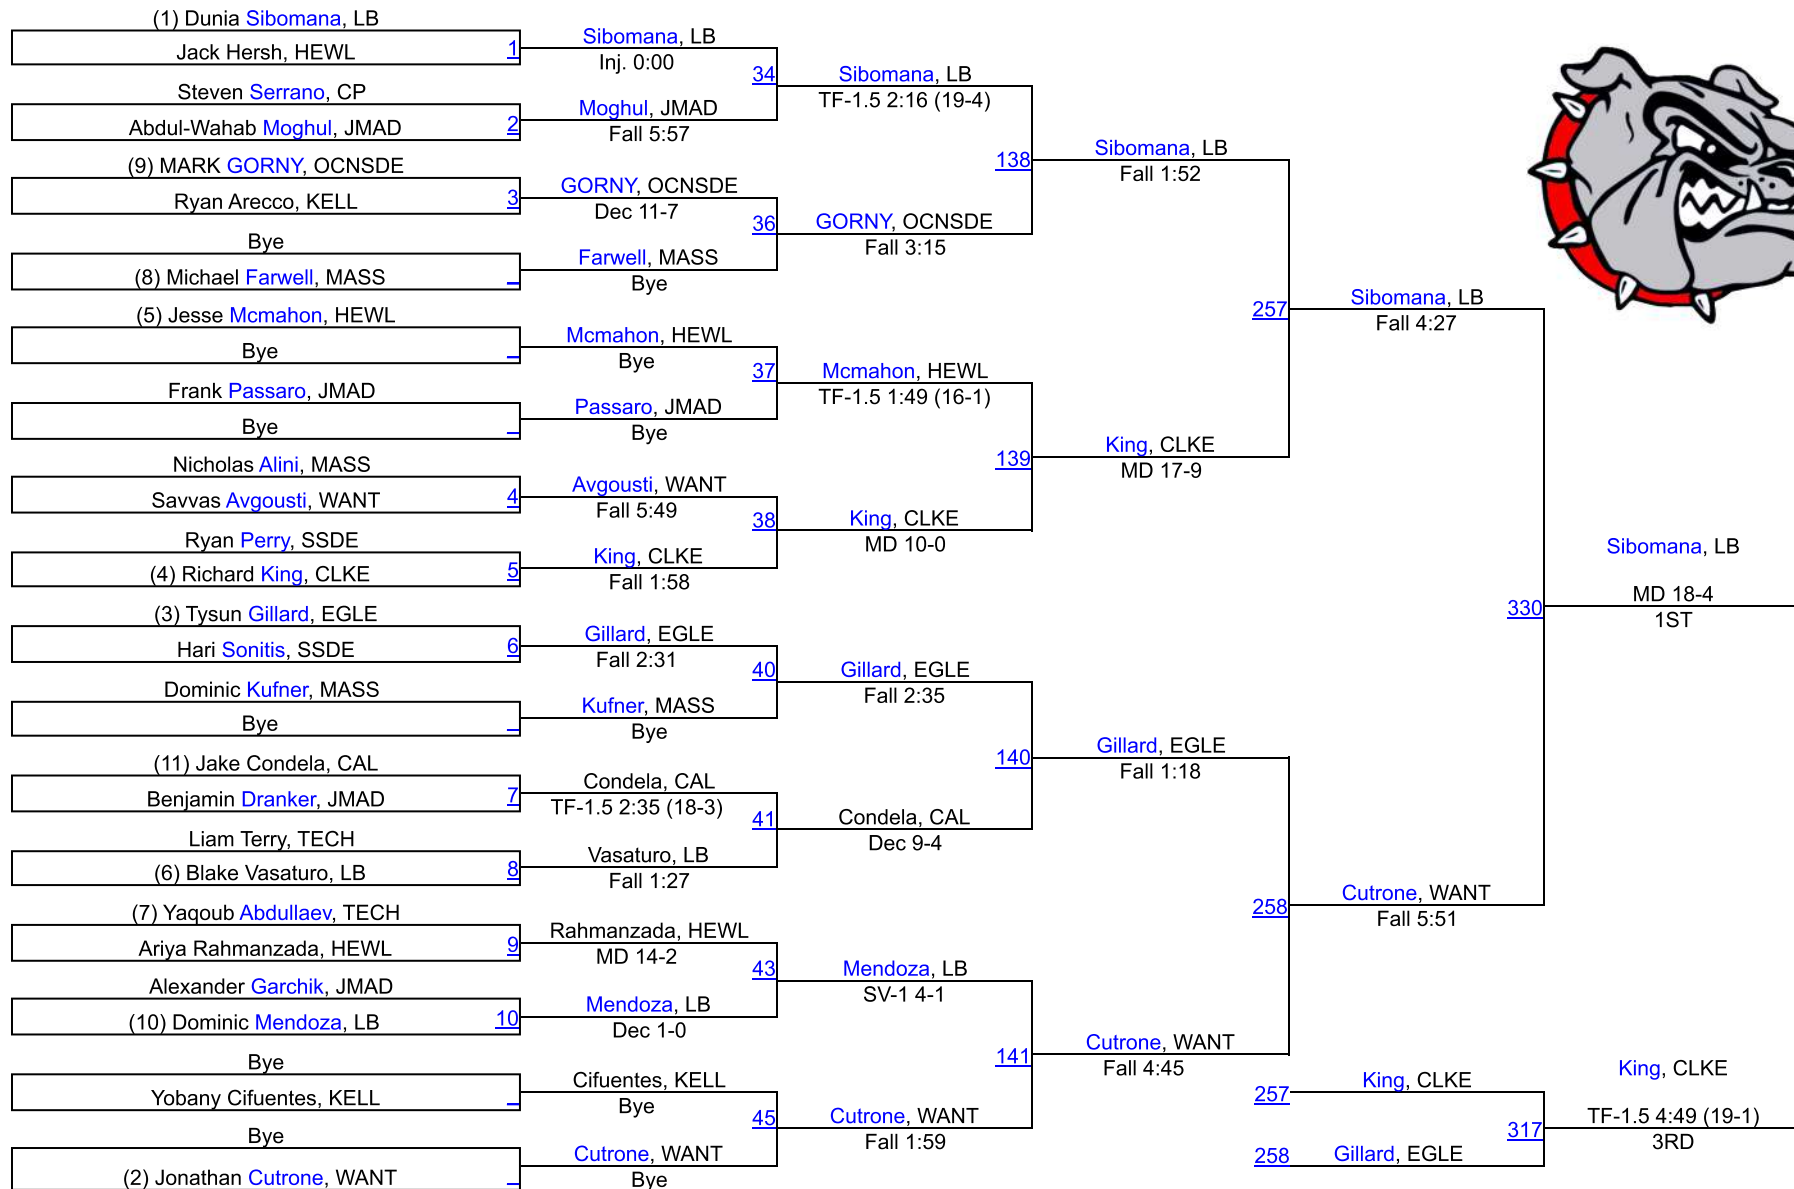 (1) Dunia Sibomana, LB
Jack Hersh, HEWL
1
Steven Serrano, CP
Abdul-Wahab Moghul, JMAD
2
(9) MARK GORNY, OCNSDE
Ryan Arecco, KELL
3
Bye
(8) Michael Farwell, MASS
(5) Jesse Mcmahon, HEWL
Bye
Frank Passaro, JMAD
Bye
Nicholas Alini, MASS
Savvas Avgousti, WANT
4
Ryan Perry, SSDE
(4) Richard King, CLKE
5
(3) Tysun Gillard, EGLE
Hari Sonitis, SSDE
6
Dominic Kufner, MASS
Bye
(11) Jake Condela, CAL
Benjamin Dranker, JMAD
7
Liam Terry, TECH
(6) Blake Vasaturo, LB
8
(7) Yaqoub Abdullaev, TECH
Ariya Rahmanzada, HEWL
9
Alexander Garchik, JMAD
(10) Dominic Mendoza, LB
10
Bye
Yobany Cifuentes, KELL
Bye
(2) Jonathan Cutrone, WANT
Sibomana, LB
Inj. 0:00
34
Moghul, JMAD
Fall 5:57
GORNY, OCNSDE
Dec 11-7
36
Farwell, MASS
Bye
Mcmahon, HEWL
Bye
37
Passaro, JMAD
Bye
Avgousti, WANT
Fall 5:49
38
King, CLKE
Fall 1:58
Gillard, EGLE
Fall 2:31
40
Kufner, MASS
Bye
Condela, CAL
TF-1.5 2:35 (18-3)
41
Vasaturo, LB
Fall 1:27
Rahmanzada, HEWL
MD 14-2
43
Mendoza, LB
Dec 1-0
Cifuentes, KELL
Bye
45
Cutrone, WANT
Bye
Sibomana, LB
TF-1.5 2:16 (19-4)
138
GORNY, OCNSDE
Fall 3:15
Mcmahon, HEWL
TF-1.5 1:49 (16-1)
139
King, CLKE
MD 10-0
Gillard, EGLE
Fall 2:35
140
Condela, CAL
Dec 9-4
Mendoza, LB
SV-1 4-1
141
Cutrone, WANT
Fall 1:59
Sibomana, LB
Fall 1:52
257
King, CLKE
MD 17-9
Gillard, EGLE
Fall 1:18
258
Cutrone, WANT
Fall 4:45
Sibomana, LB
Fall 4:27
330
Cutrone, WANT
Fall 5:51
Sibomana, LB
MD 18-4
1ST
257
King, CLKE
317
258
Gillard, EGLE
King, CLKE
TF-1.5 4:49 (19-1)
3RD